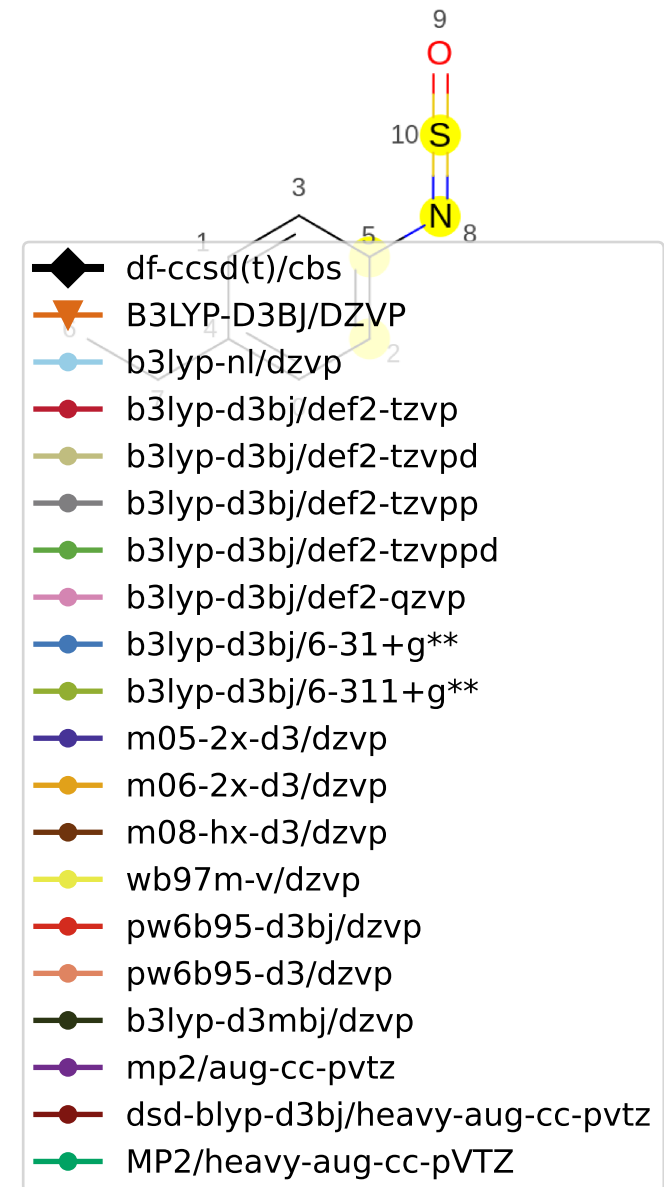 9
O
10 S
3
N
8
1
5
df-ccsd(t)/cbs
B3LYP-D3BJ/DZVP
6
4
2
b3lyp-nl/dzvp
7
b3lyp-d3bj/def2-tzvp
b3lyp-d3bj/def2-tzvpd
b3lyp-d3bj/def2-tzvpp
b3lyp-d3bj/def2-tzvppd
b3lyp-d3bj/def2-qzvp
b3lyp-d3bj/6-31+g**
b3lyp-d3bj/6-311+g**
m05-2x-d3/dzvp
m06-2x-d3/dzvp
m08-hx-d3/dzvp
wb97m-v/dzvp
pw6b95-d3bj/dzvp
pw6b95-d3/dzvp
b3lyp-d3mbj/dzvp
mp2/aug-cc-pvtz
dsd-blyp-d3bj/heavy-aug-cc-pvtz
MP2/heavy-aug-cc-pVTZ